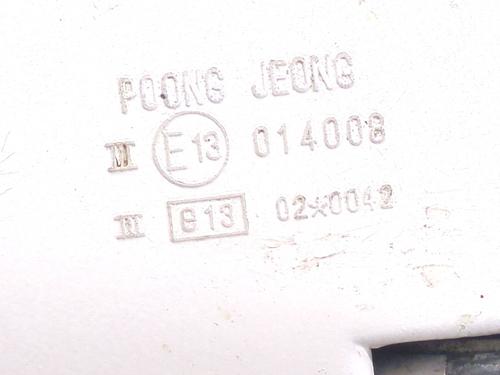 POONG JEONG
III E13 014008
III e13 02*0042